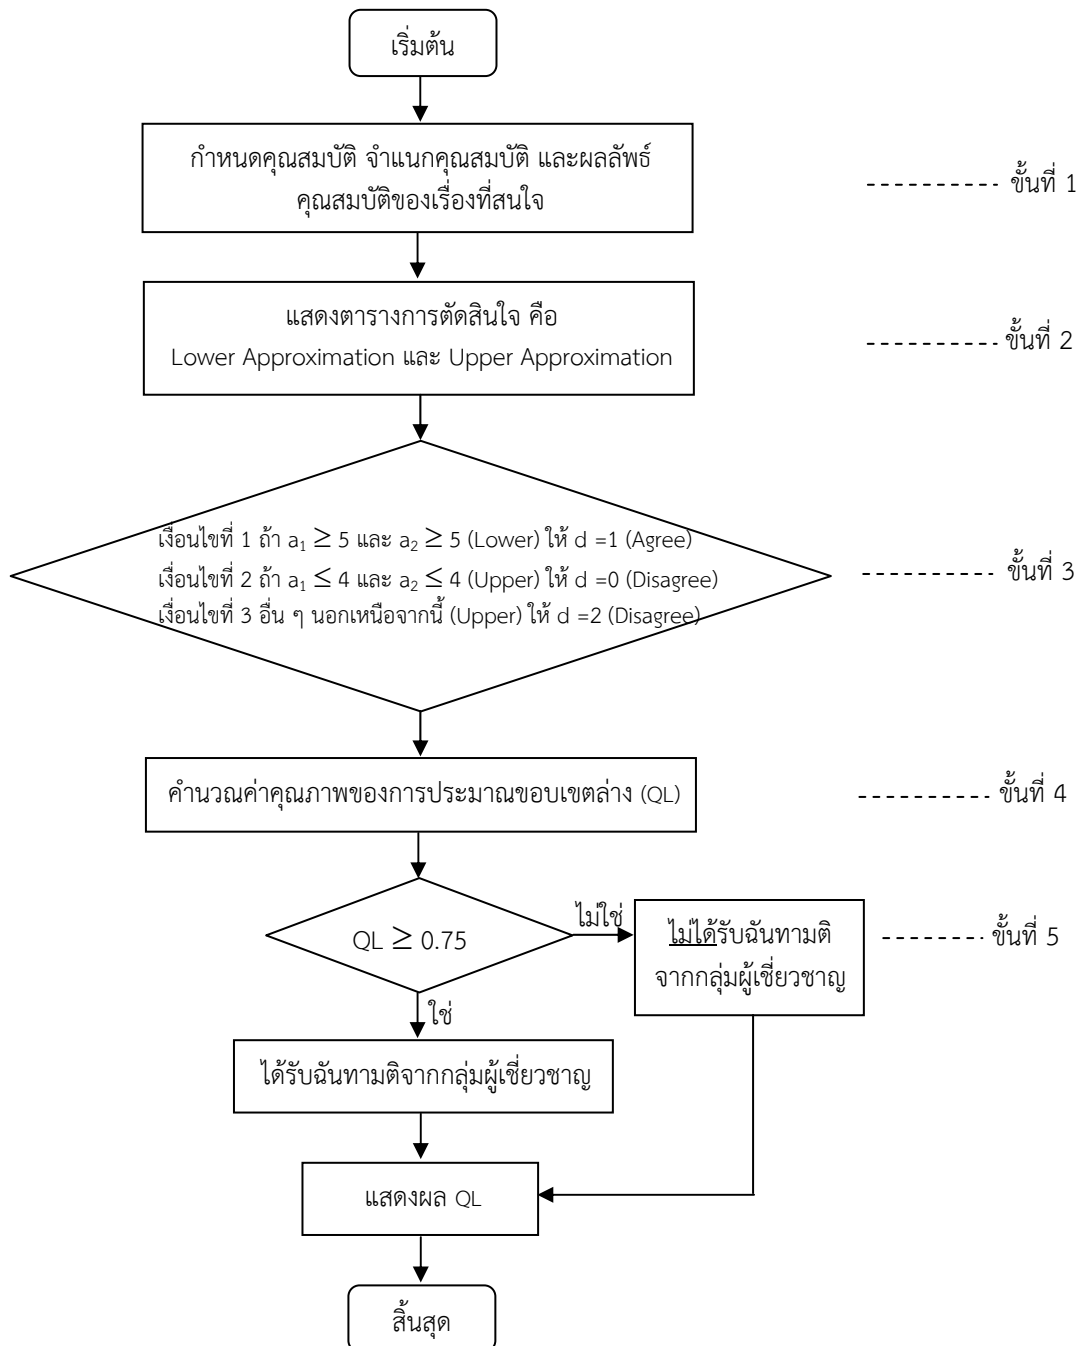 เริ่มต้น
กำหนดคุณสมบัติ จำแนกคุณสมบัติ และผลลัพธ์
คุณสมบัติของเรื่องที่สนใจ
---------- ขั้นที่ 1
แสดงตารางการตัดสินใจ คือ
Lower Approximation และ Upper Approximation
---------- ขั้นที่ 2
เงื่อนไขที่ 1 ถ้า a₁ ≥ 5 และ a₂ ≥ 5 (Lower) ให้ d =1 (Agree)
เงื่อนไขที่ 2 ถ้า a₁ ≤ 4 และ a₂ ≤ 4 (Upper) ให้ d =0 (Disagree)
เงื่อนไขที่ 3 อื่น ๆ นอกเหนือจากนี้ (Upper) ให้ d =2 (Disagree)
---------- ขั้นที่ 3
คำนวณค่าคุณภาพของการประมาณขอบเขตล่าง (QL)
---------- ขั้นที่ 4
QL ≥ 0.75
ไม่ใช่
ไม่ได้รับฉันทามติ
จากกลุ่มผู้เชี่ยวชาญ
-------- ขั้นที่ 5
ใช่
ได้รับฉันทามติจากกลุ่มผู้เชี่ยวชาญ
แสดงผล QL
สิ้นสุด